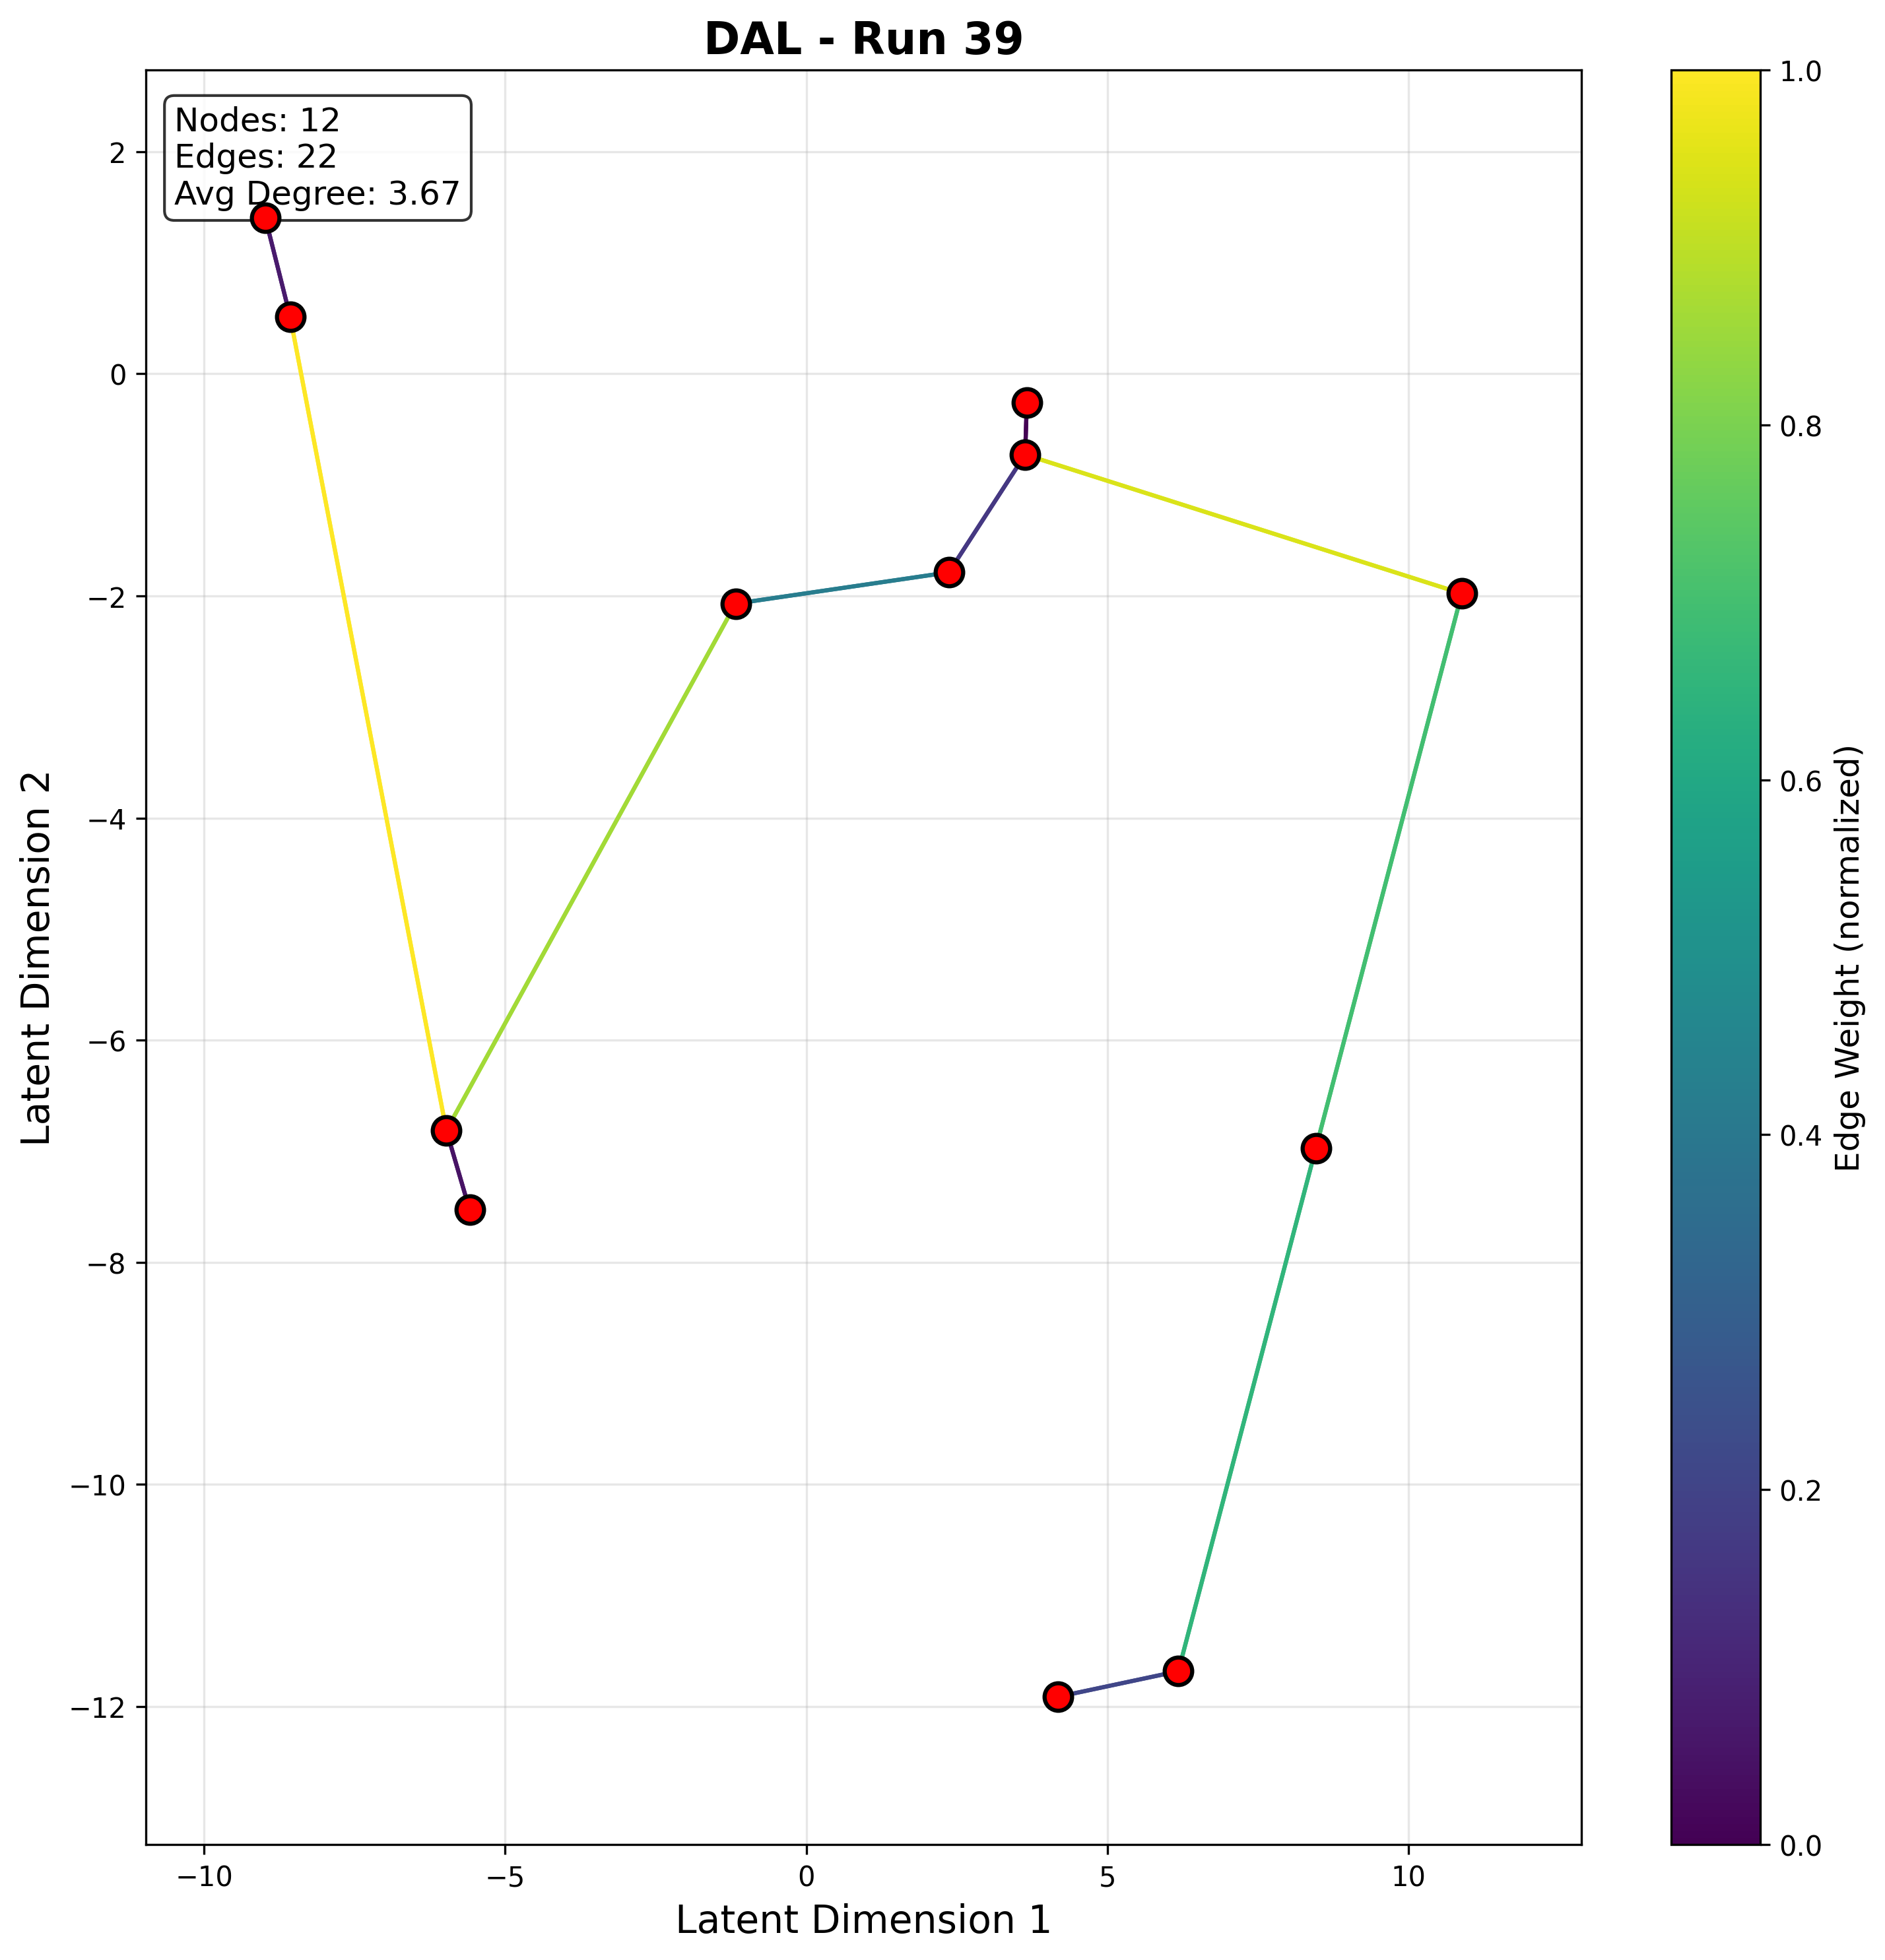 DAL - Run 39
Nodes: 12
Edges: 22
Avg Degree: 3.67
2
0
−2
−4
−6
−8
−10
−12
Latent Dimension 2
−10
−5
0
5
10
Latent Dimension 1
1.0
0.8
0.6
0.4
0.2
0.0
Edge Weight (normalized)